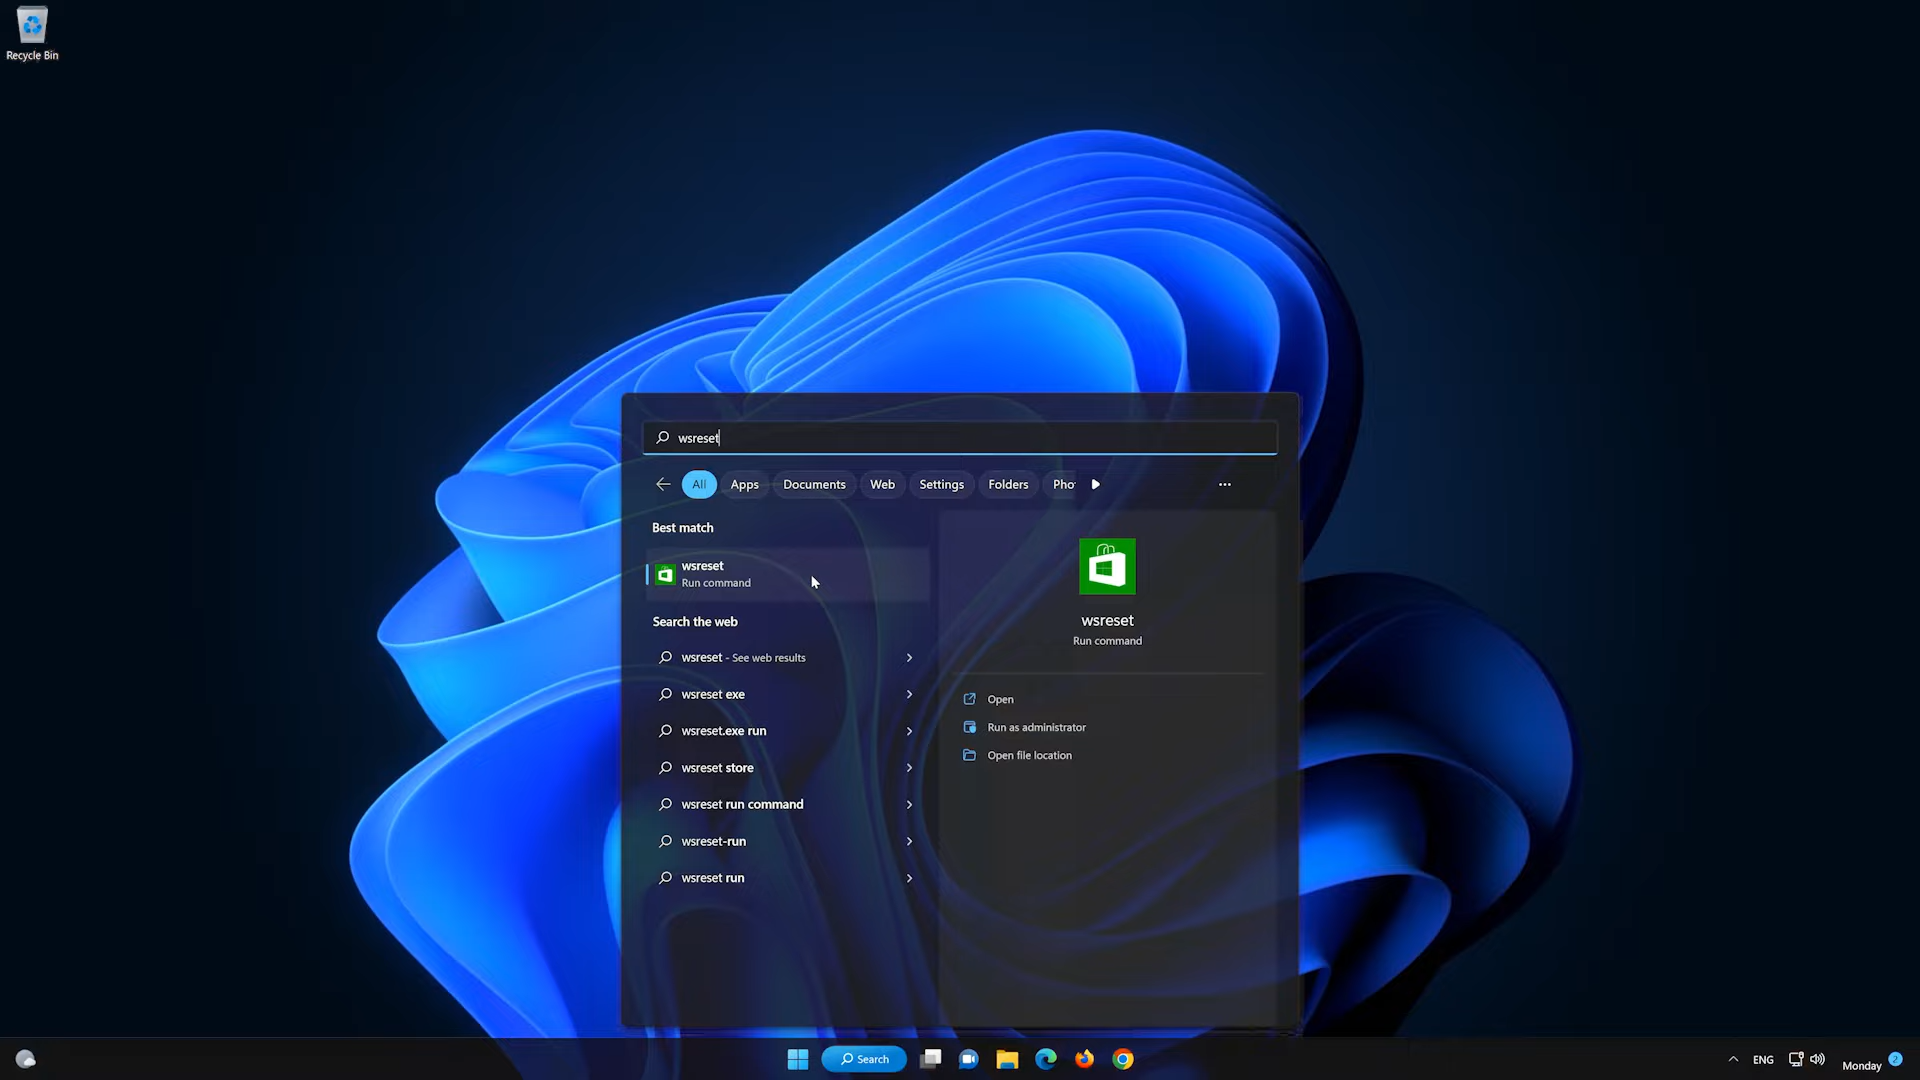 Recycle Bin
wsreset
All Apps Documents Web Settings Folders Pho
Best match
wsreset
Run command
Search the web
wsreset - See web results
wsreset exe
wsreset.exe run
wsreset store
wsreset run command
wsreset-run
wsreset run
wsreset
Run command
Open
Run as administrator
Open file location
Search
ENG
Monday 2